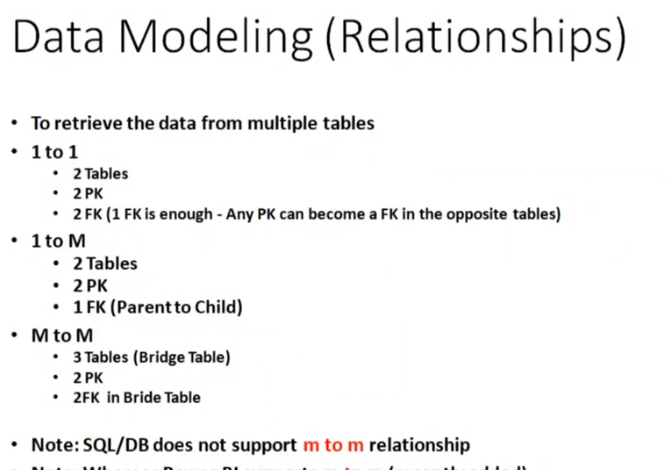 Data Modeling (Relationships)
• To retrieve the data from multiple tables
• 1 to 1
• 2 Tables
• 2 PK
• 2 FK (1 FK is enough - Any PK can become a FK in the opposite tables)
• 1 to M
• 2 Tables
• 2 PK
• 1 FK (Parent to Child)
• M to M
• 3 Tables (Bridge Table)
• 2 PK
• 2FK in Bride Table
• Note: SQL/DB does not support m to m relationship